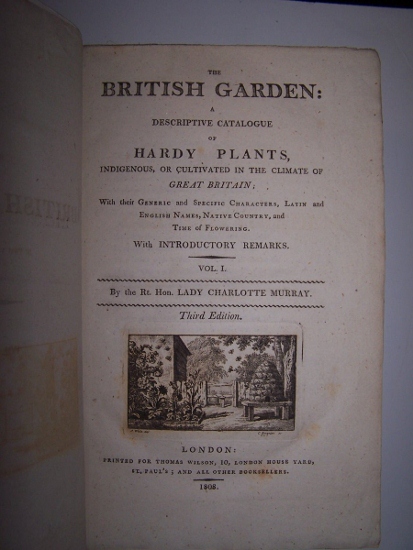 THE
BRITISH GARDEN:
A
DESCRIPTIVE CATALOGUE
OF
HARDY PLANTS,
INDIGENOUS, OR CULTIVATED IN THE CLIMATE OF
GREAT BRITAIN;
With their Generic and Specific Characters, Latin and
English Names, Native Country, and
Time of Flowering.
With INTRODUCTORY REMARKS.
VOL. I.
By the Rt. Hon. LADY CHARLOTTE MURRAY.
Third Edition.
LONDON:
PRINTED FOR THOMAS WILSON, 10, LONDON HOUSE YARD,
ST. PAUL'S; AND ALL OTHER BOOKSELLERS.
1808.